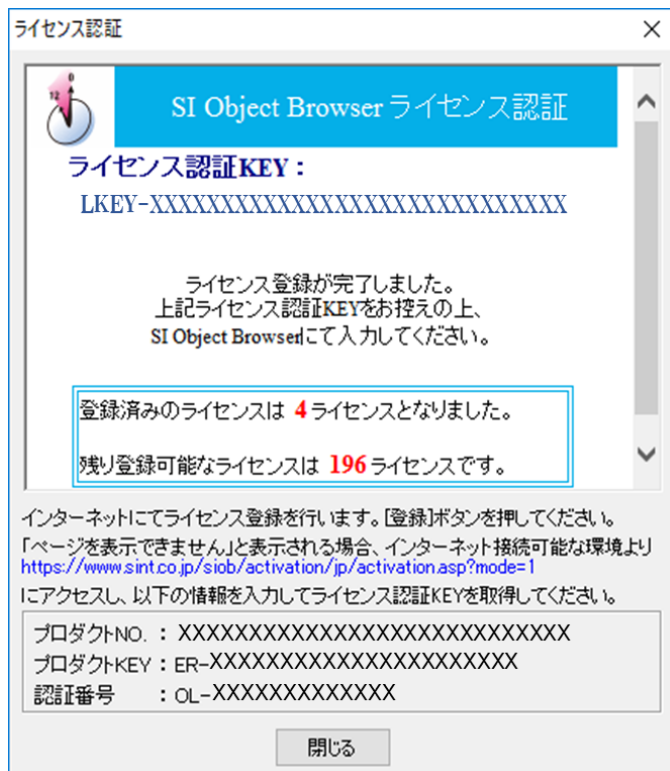 ライセンス認証
SI Object Browser ライセンス認証
ライセンス認証KEY：
LKEY-XXXXXXXXXXXXXXXXXXXXXXXXXXXXX
ライセンス登録が完了しました。
上記ライセンス認証KEYをお控えの上、
SI Object Browserにて入力してください。
登録済みのライセンスは 4 ライセンスとなりました。
残り登録可能なライセンスは 196 ライセンスです。
インターネットにてライセンス登録を行います。[登録]ボタンを押してください。
「ページを表示できません」と表示される場合、インターネット接続可能な環境より
https://www.sint.co.jp/siob/activation/jp/activation.asp?mode=1
にアクセスし、以下の情報を入力してライセンス認証KEYを取得してください。
プロダクトNO. ： XXXXXXXXXXXXXXXXXXXXXXXXXXXX
プロダクトKEY ： ER-XXXXXXXXXXXXXXXXXXXXXX
認証番号 ： OL-XXXXXXXXXXXXX
閉じる